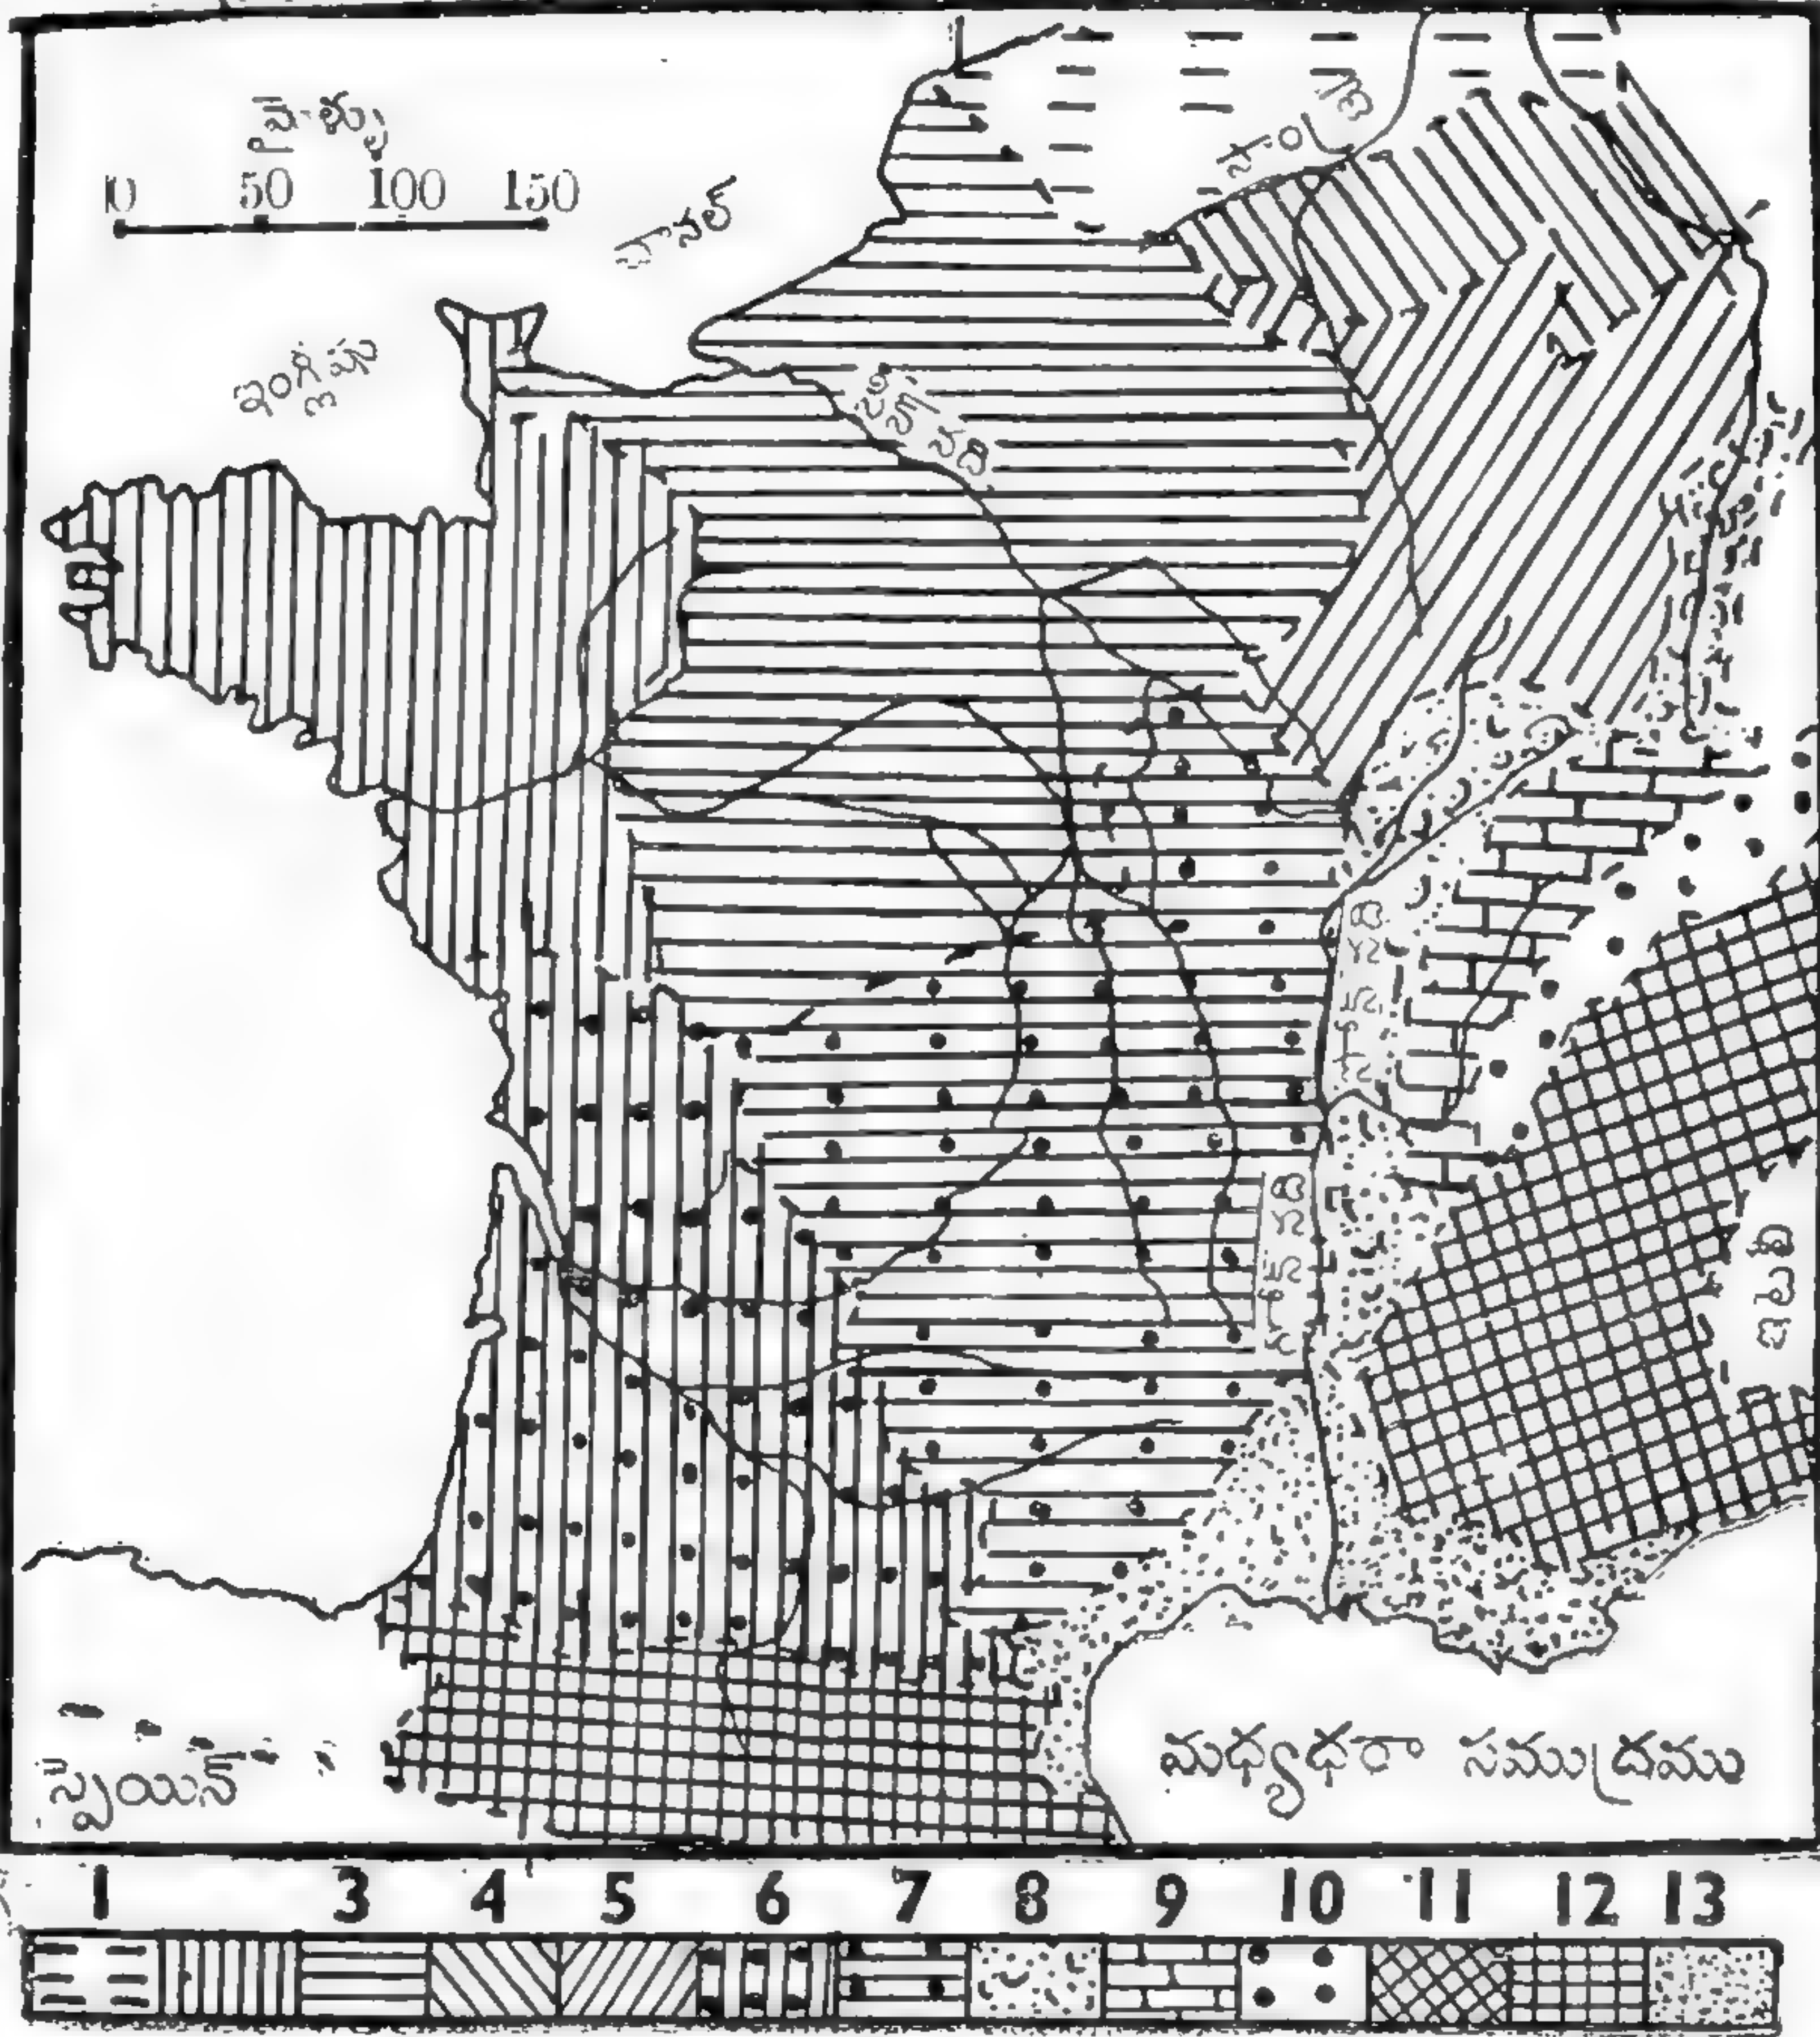 మైళ్ళు
0 50 100 150
చానల్
ఇంగ్లీషు
సీన్ నది
ఇటలీ
మధ్యధరా సముద్రము
స్పెయిన్
1 3 4 5 6 7 8 9 10 11 12 13